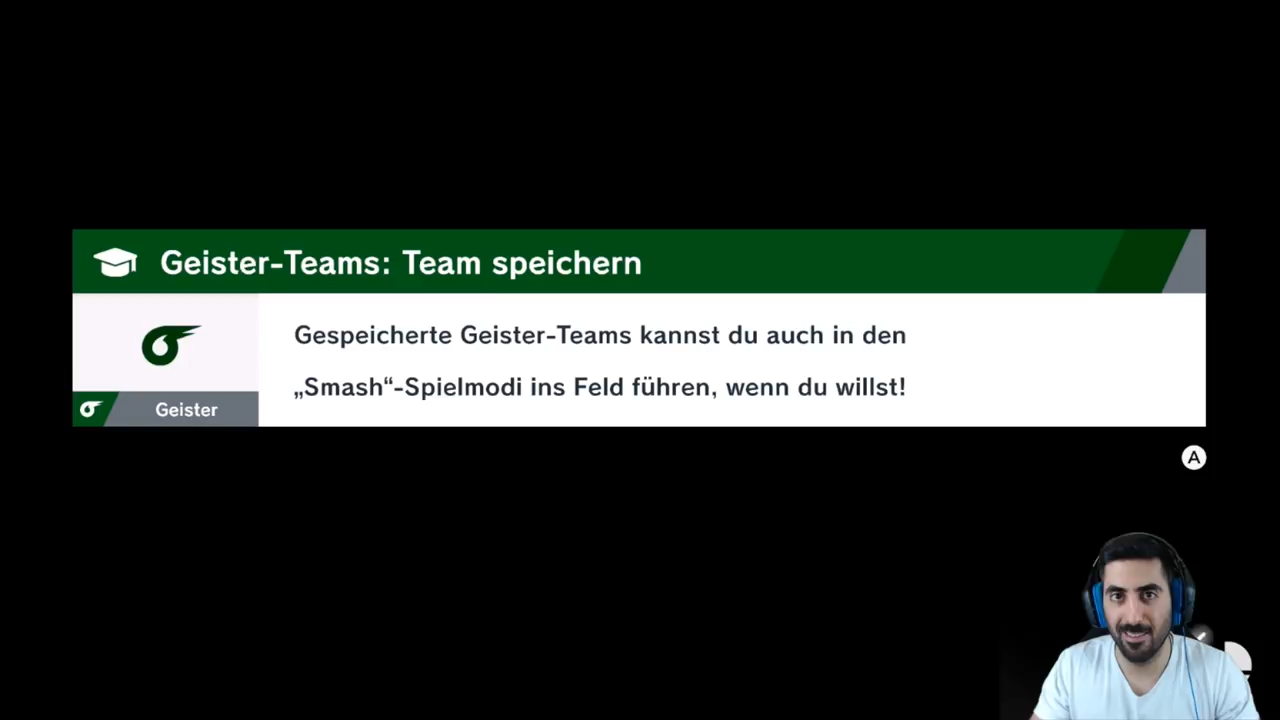 Geister-Teams: Team speichern
Gespeicherte Geister-Teams kannst du auch in den
„Smash“-Spielmodi ins Feld führen, wenn du willst!
Geister
A